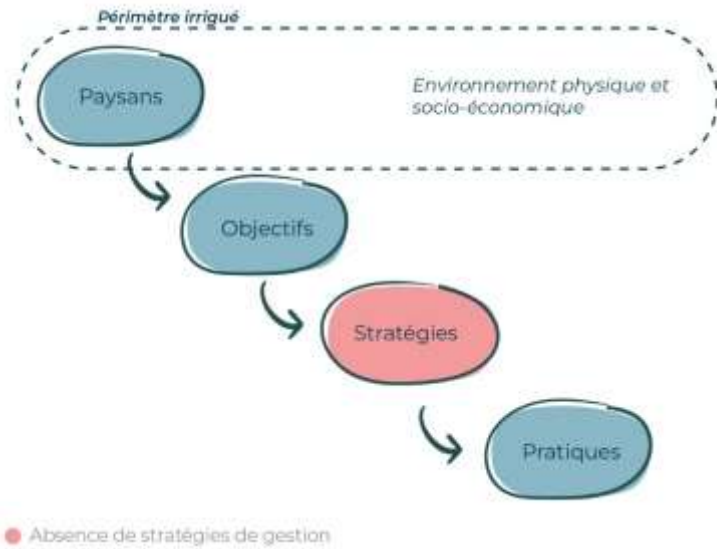 Périmètre irrigué
Paysans
Environnement physique et
socio-économique
Objectifs
Stratégies
Pratiques
Absence de stratégies de gestion